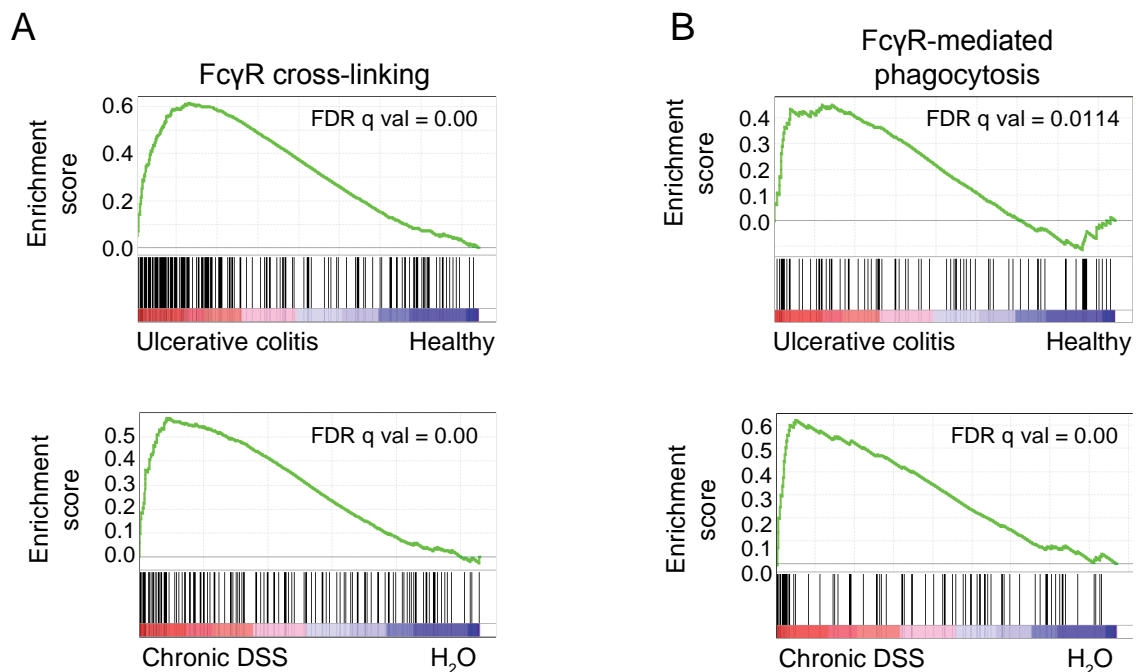 A
FcγR cross-linking
Enrichment
score
0.6
0.4
0.2
0.0
FDR q val = 0.00
Ulcerative colitis
Healthy
Enrichment
score
0.5
0.4
0.3
0.2
0.1
0.0
FDR q val = 0.00
Chronic DSS
H₂O
B
FcγR-mediated
phagocytosis
Enrichment
score
0.4
0.3
0.2
0.1
0.0
FDR q val = 0.0114
Ulcerative colitis
Healthy
Enrichment
score
0.6
0.5
0.4
0.3
0.2
0.1
0.0
FDR q val = 0.00
Chronic DSS
H₂O